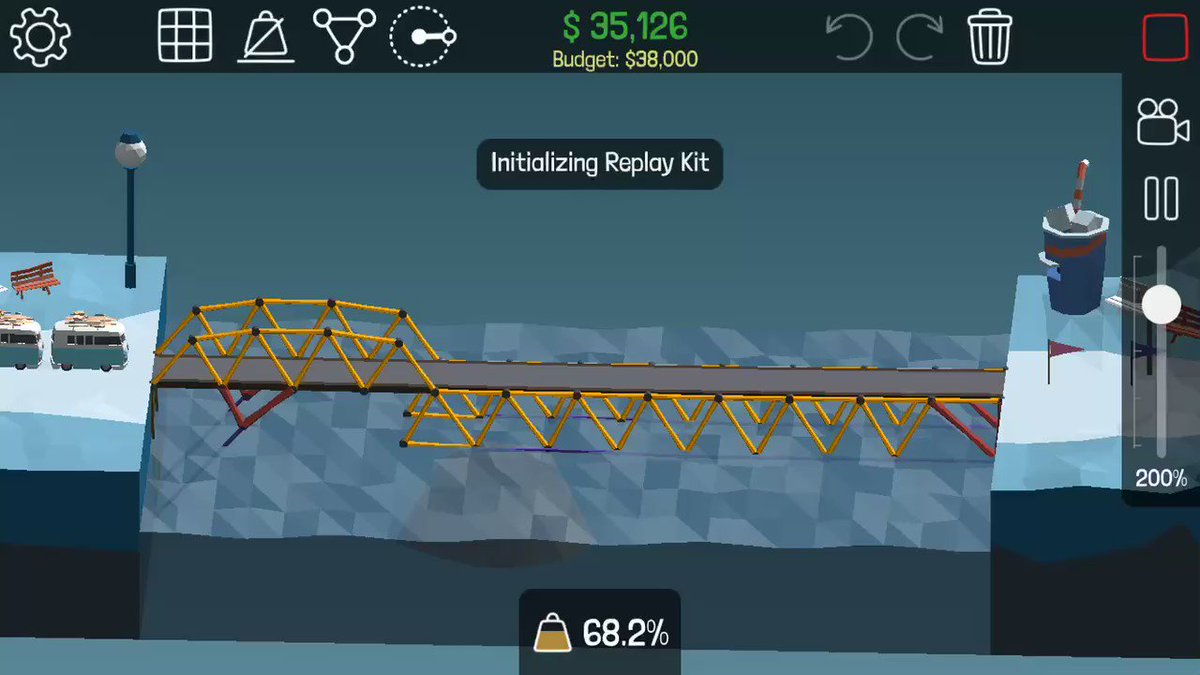 $ 35,126
Budget: $38,000
Initializing Replay Kit
200%
68.2%